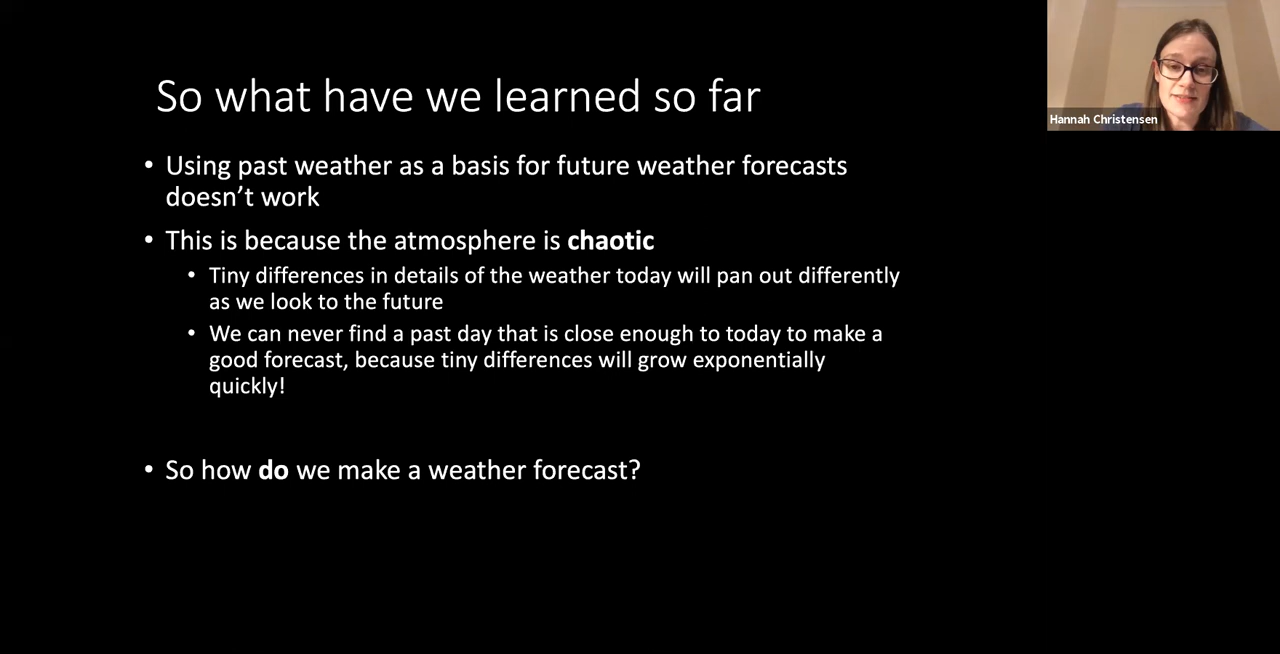 So what have we learned so far
Hannah Christensen
• Using past weather as a basis for future weather forecasts
doesn’t work
• This is because the atmosphere is chaotic
• Tiny differences in details of the weather today will pan out differently
as we look to the future
• We can never find a past day that is close enough to today to make a
good forecast, because tiny differences will grow exponentially
quickly!
• So how do we make a weather forecast?